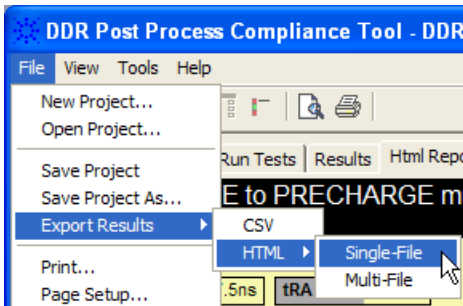 DDR Post Process Compliance Tool - DDR
File View Tools Help
New Project...
Open Project...
Run Tests Results Html Repo
Save Project
Save Project As...
E to PRECHARGE m
Export Results
CSV
HTML
Single-File
Multi-File
Print...
Page Setup...
.5ns tRA